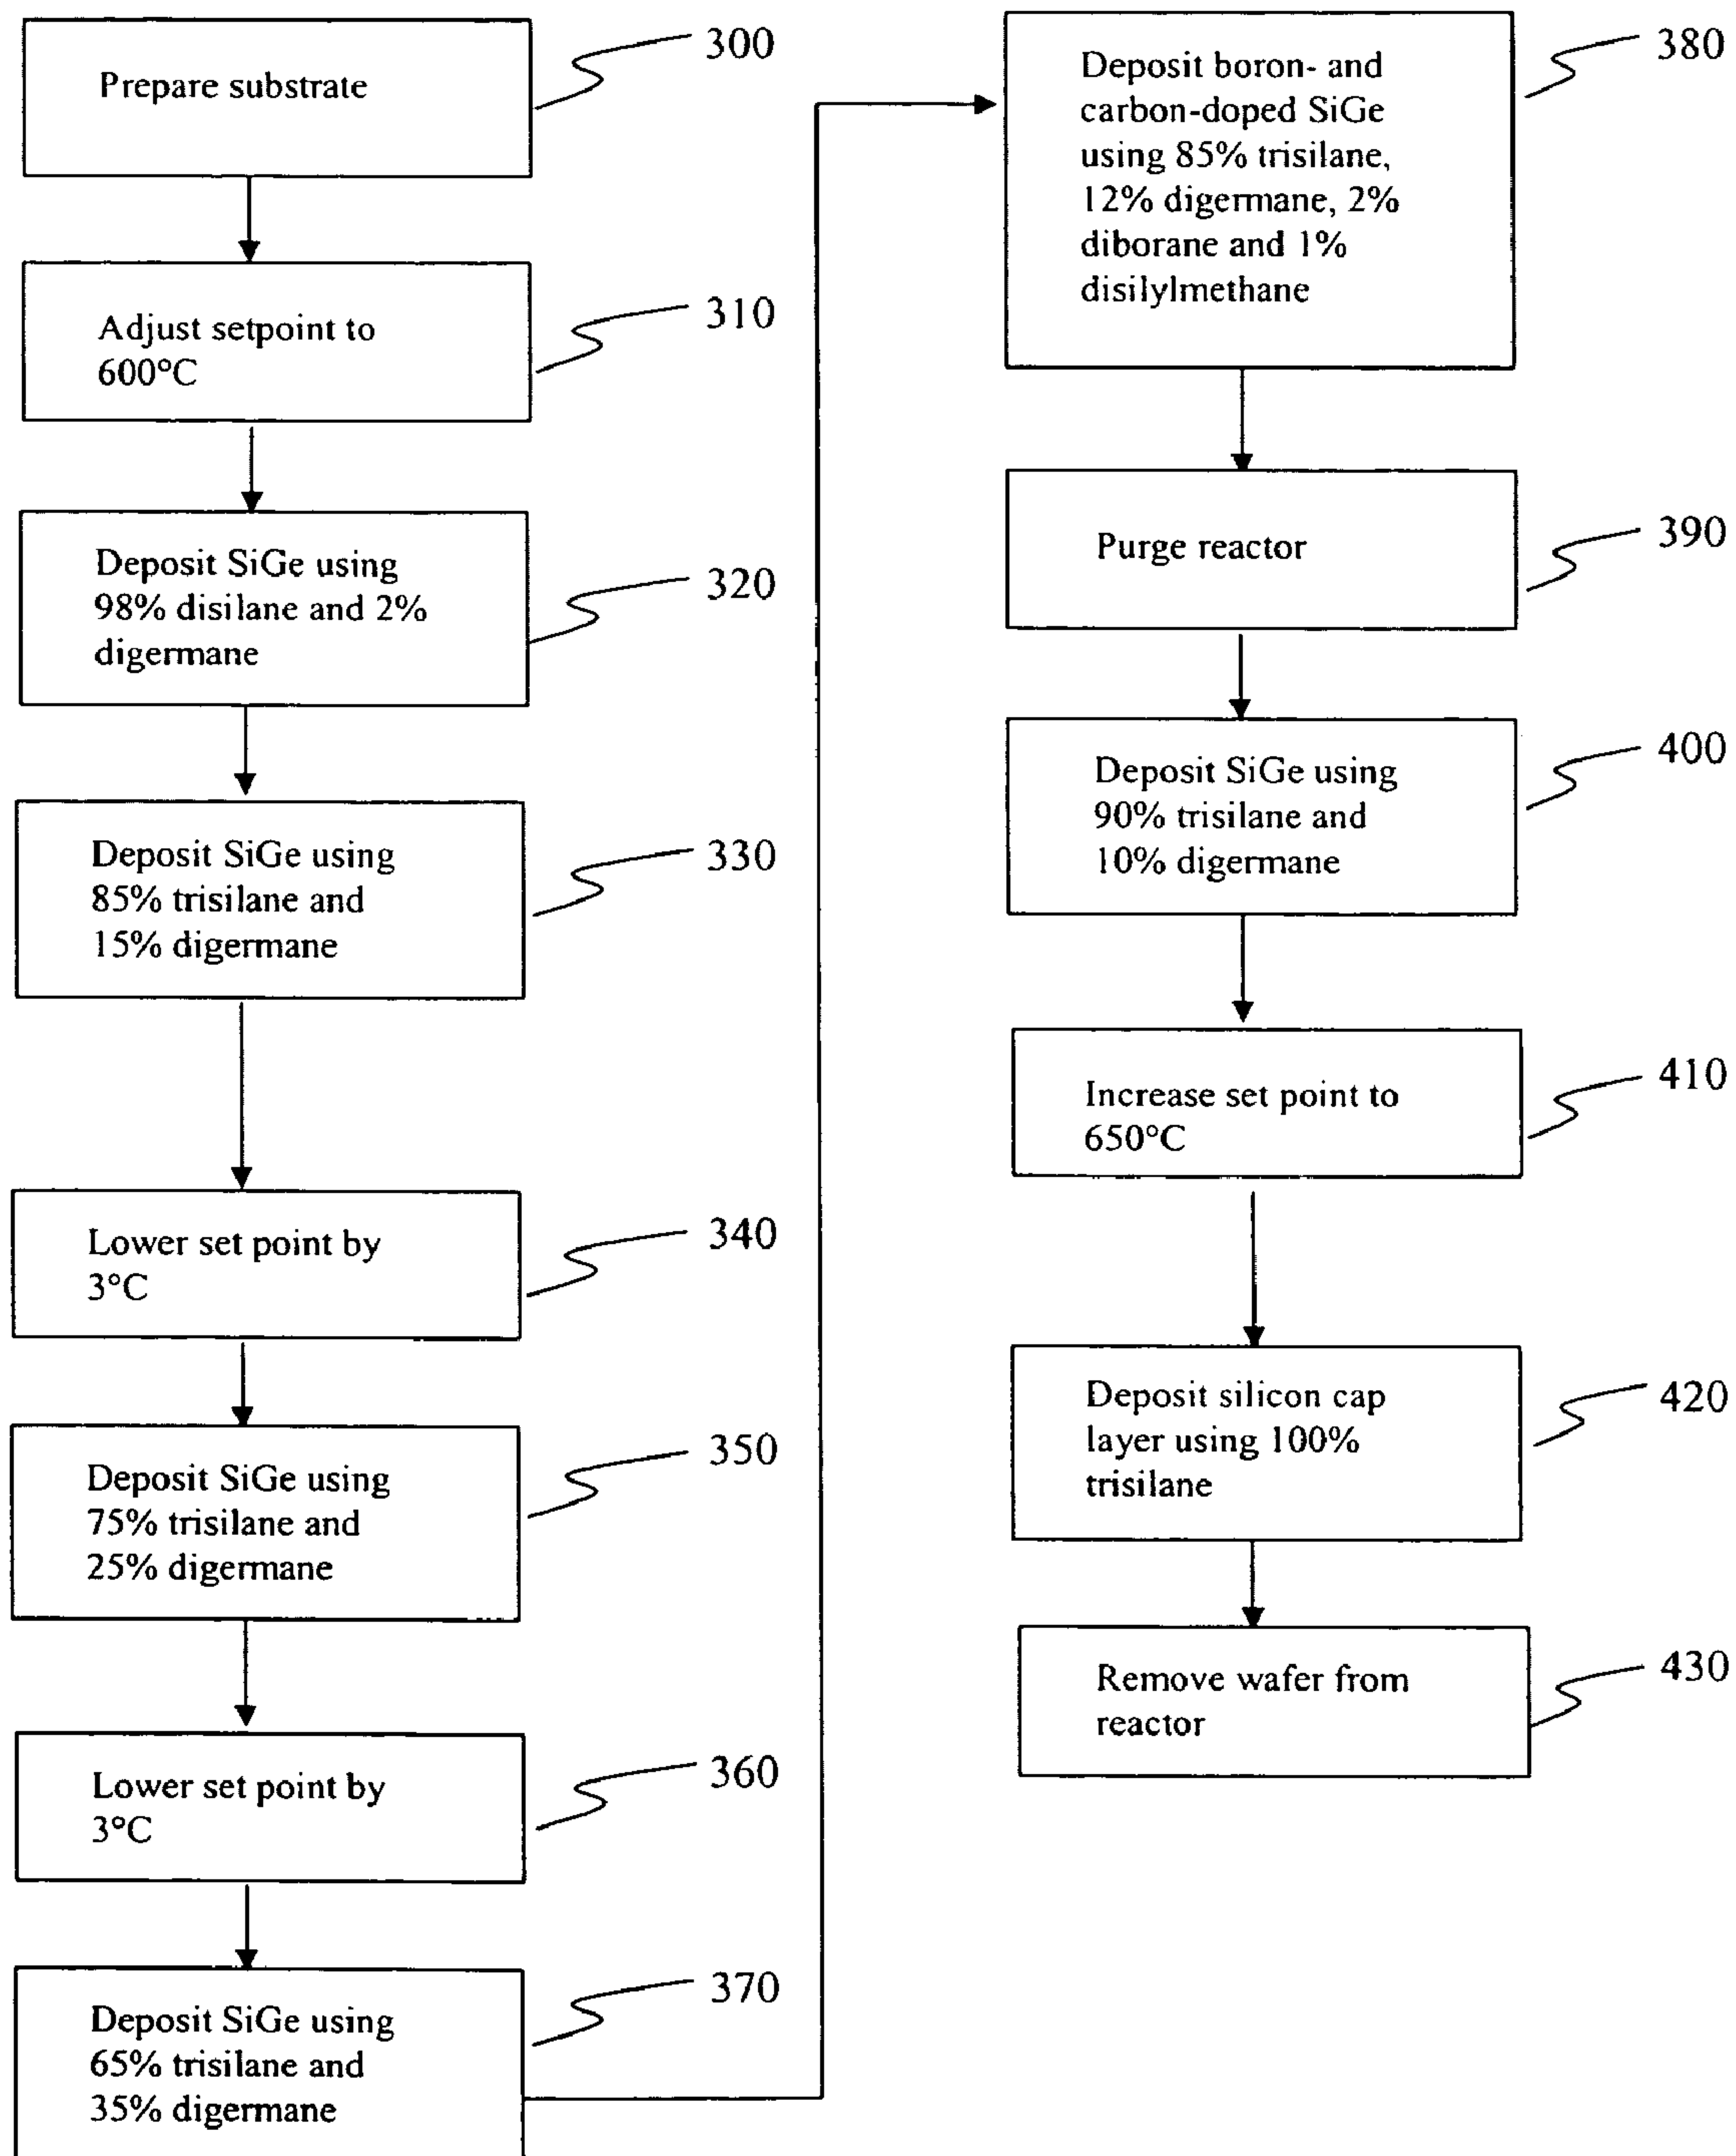 Prepare substrate
300
Adjust setpoint to
600°C
310
Deposit SiGe using
98% disilane and 2%
digermane
320
Deposit SiGe using
85% trisilane and
15% digermane
330
Lower set point by
3°C
340
Deposit SiGe using
75% trisilane and
25% digermane
350
Lower set point by
3°C
360
Deposit SiGe using
65% trisilane and
35% digermane
370
Deposit boron- and
carbon-doped SiGe
using 85% trisilane,
12% digermane, 2%
diborane and 1%
disilylmethane
380
Purge reactor
390
Deposit SiGe using
90% trisilane and
10% digermane
400
Increase set point to
650°C
410
Deposit silicon cap
layer using 100%
trisilane
420
Remove wafer from
reactor
430